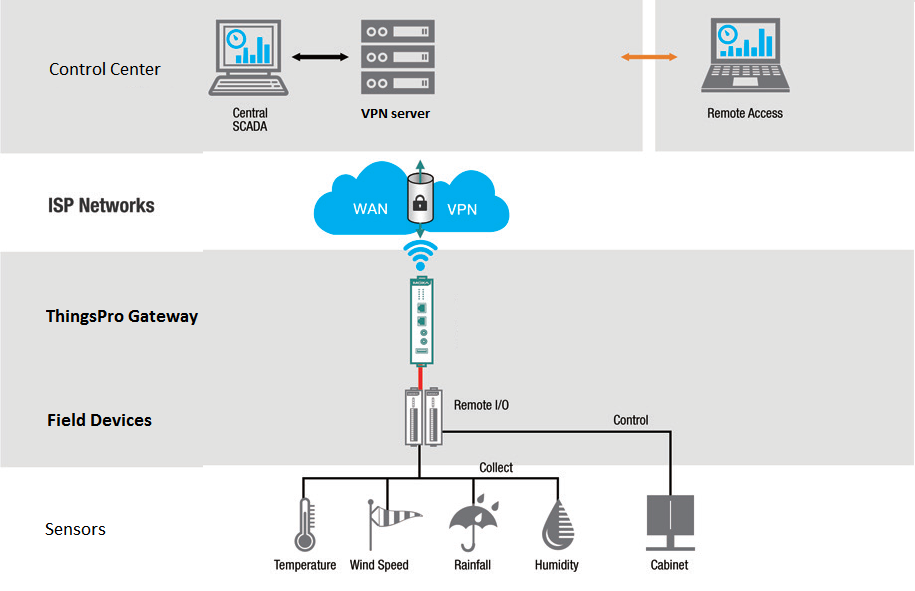 Control Center
Central
SCADA
VPN server
Remote Access
ISP Networks
WAN
VPN
ThingsPro Gateway
MOXA
Field Devices
Remote I/O
Control
Collect
Sensors
Temperature
Wind Speed
Rainfall
Humidity
Cabinet